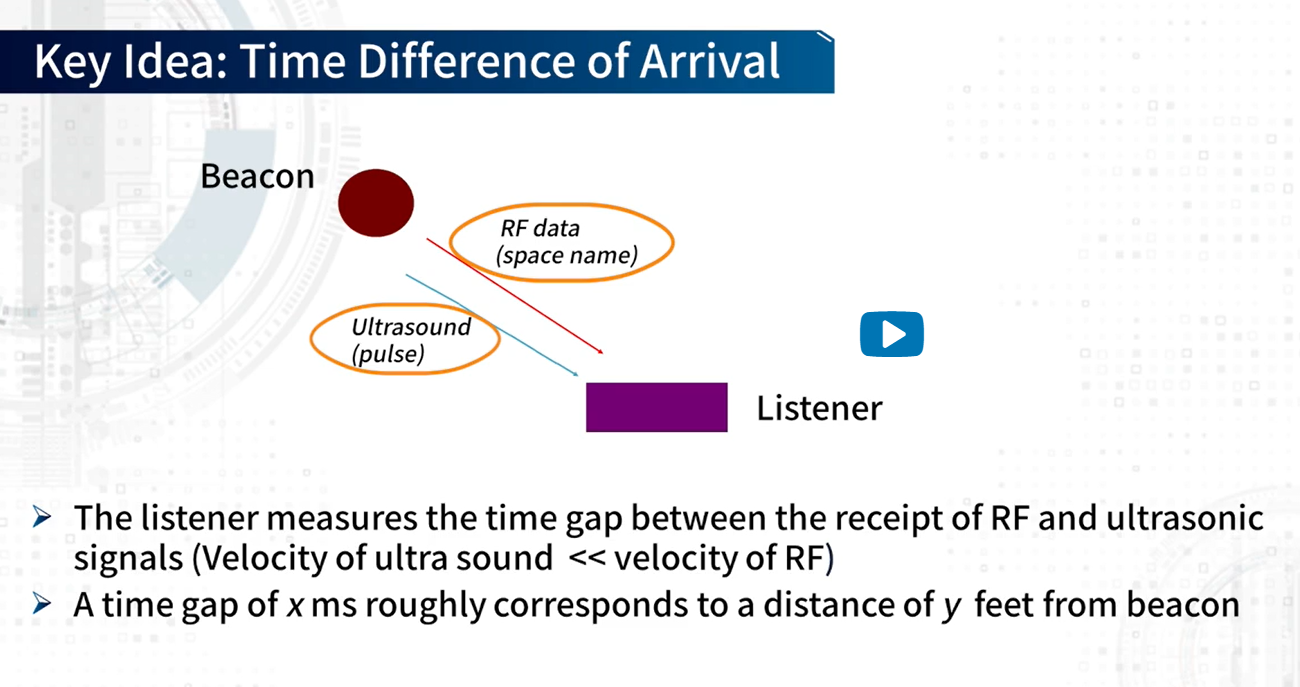 Key Idea: Time Difference of Arrival
Beacon
RF data
(space name)
Ultrasound
(pulse)
Listener
The listener measures the time gap between the receipt of RF and ultrasonic
signals (Velocity of ultra sound << velocity of RF)
A time gap of x ms roughly corresponds to a distance of y feet from beacon